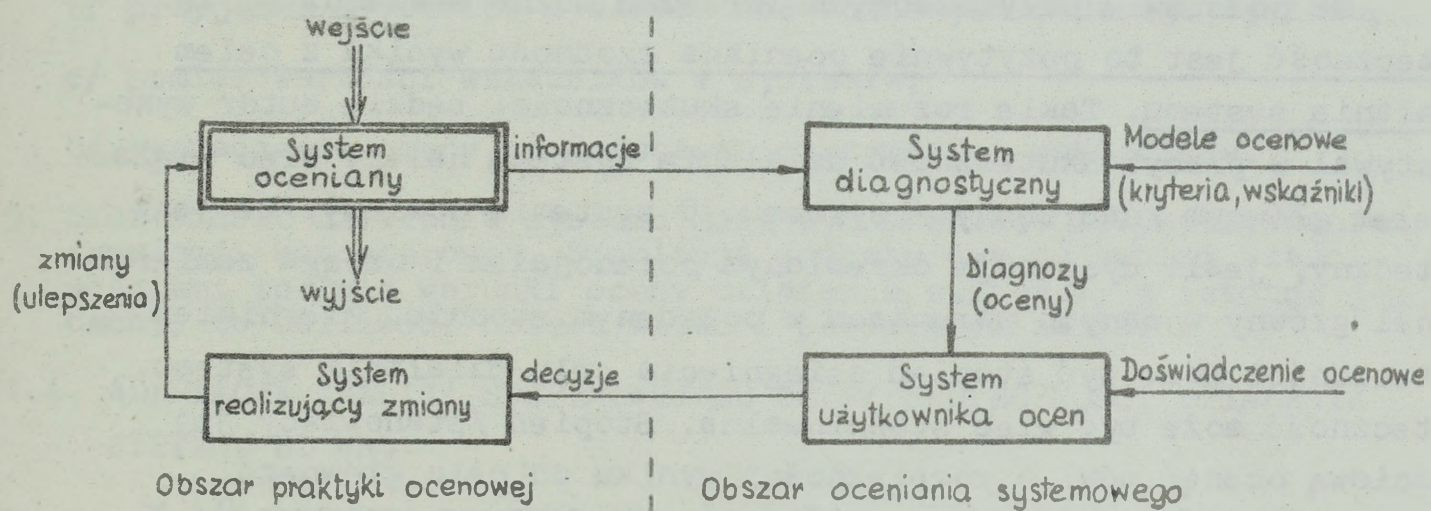 wejście
System
oceniany
informacje
System
diagnostyczny
Modele ocenowe
(kryteria, wskaźniki)
zmiany
(ulepszenia)
wyjście
Diagnozy
(oceny)
System
realizujący zmiany
decyzje
System
użytkownika ocen
Doświadczenie ocenowe
Obszar praktyki ocenowej
Obszar oceniania systemowego